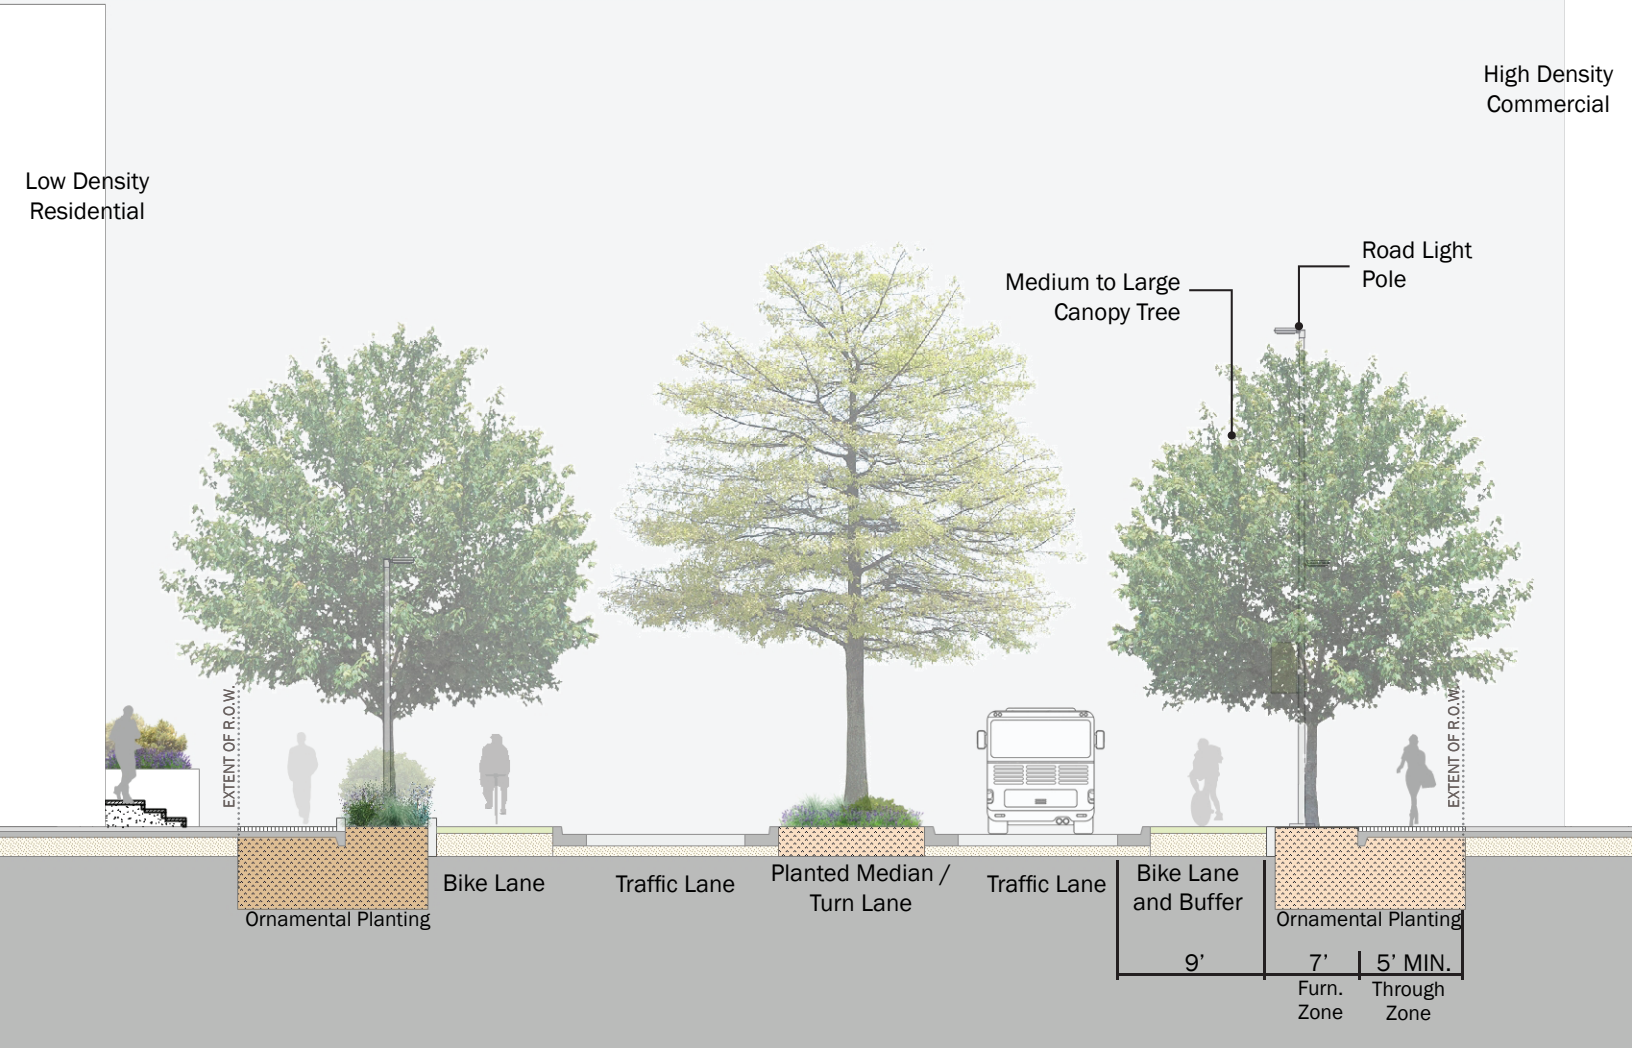 High Density
Commercial
Low Density
Residential
Road Light
Pole
Medium to Large
Canopy Tree
EXTENT OF R.O.W.
EXTENT OF R.O.W.
Bike Lane
Traffic Lane
Planted Median /
Turn Lane
Traffic Lane
Bike Lane
and Buffer
Ornamental Planting
Ornamental Planting
9’
7’
5’ MIN.
Furn.
Zone
Through
Zone